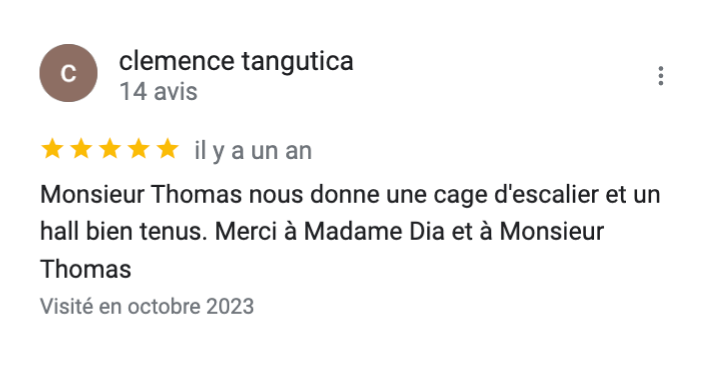 C
clemence tangutica
14 avis
il y a un an
Monsieur Thomas nous donne une cage d'escalier et un
hall bien tenus. Merci à Madame Dia et à Monsieur
Thomas
Visité en octobre 2023